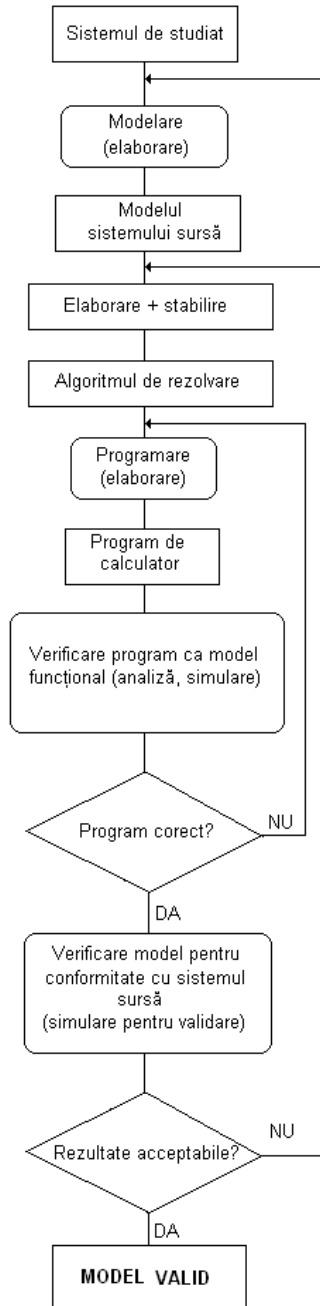 Sistemul de studiat
Modelare
(elaborare)
Modelul
sistemului sursă
Elaborare + stabilire
Algoritmul de rezolvare
Programare
(elaborare)
Program de
calculator
Verificare program ca model
funcțional (analiză, simulare)
Program corect?
NU
DA
Verificare model pentru
conformitate cu sistemul
sursă
(simulare pentru validare)
NU
Rezultate acceptabile?
DA
MODEL VALID